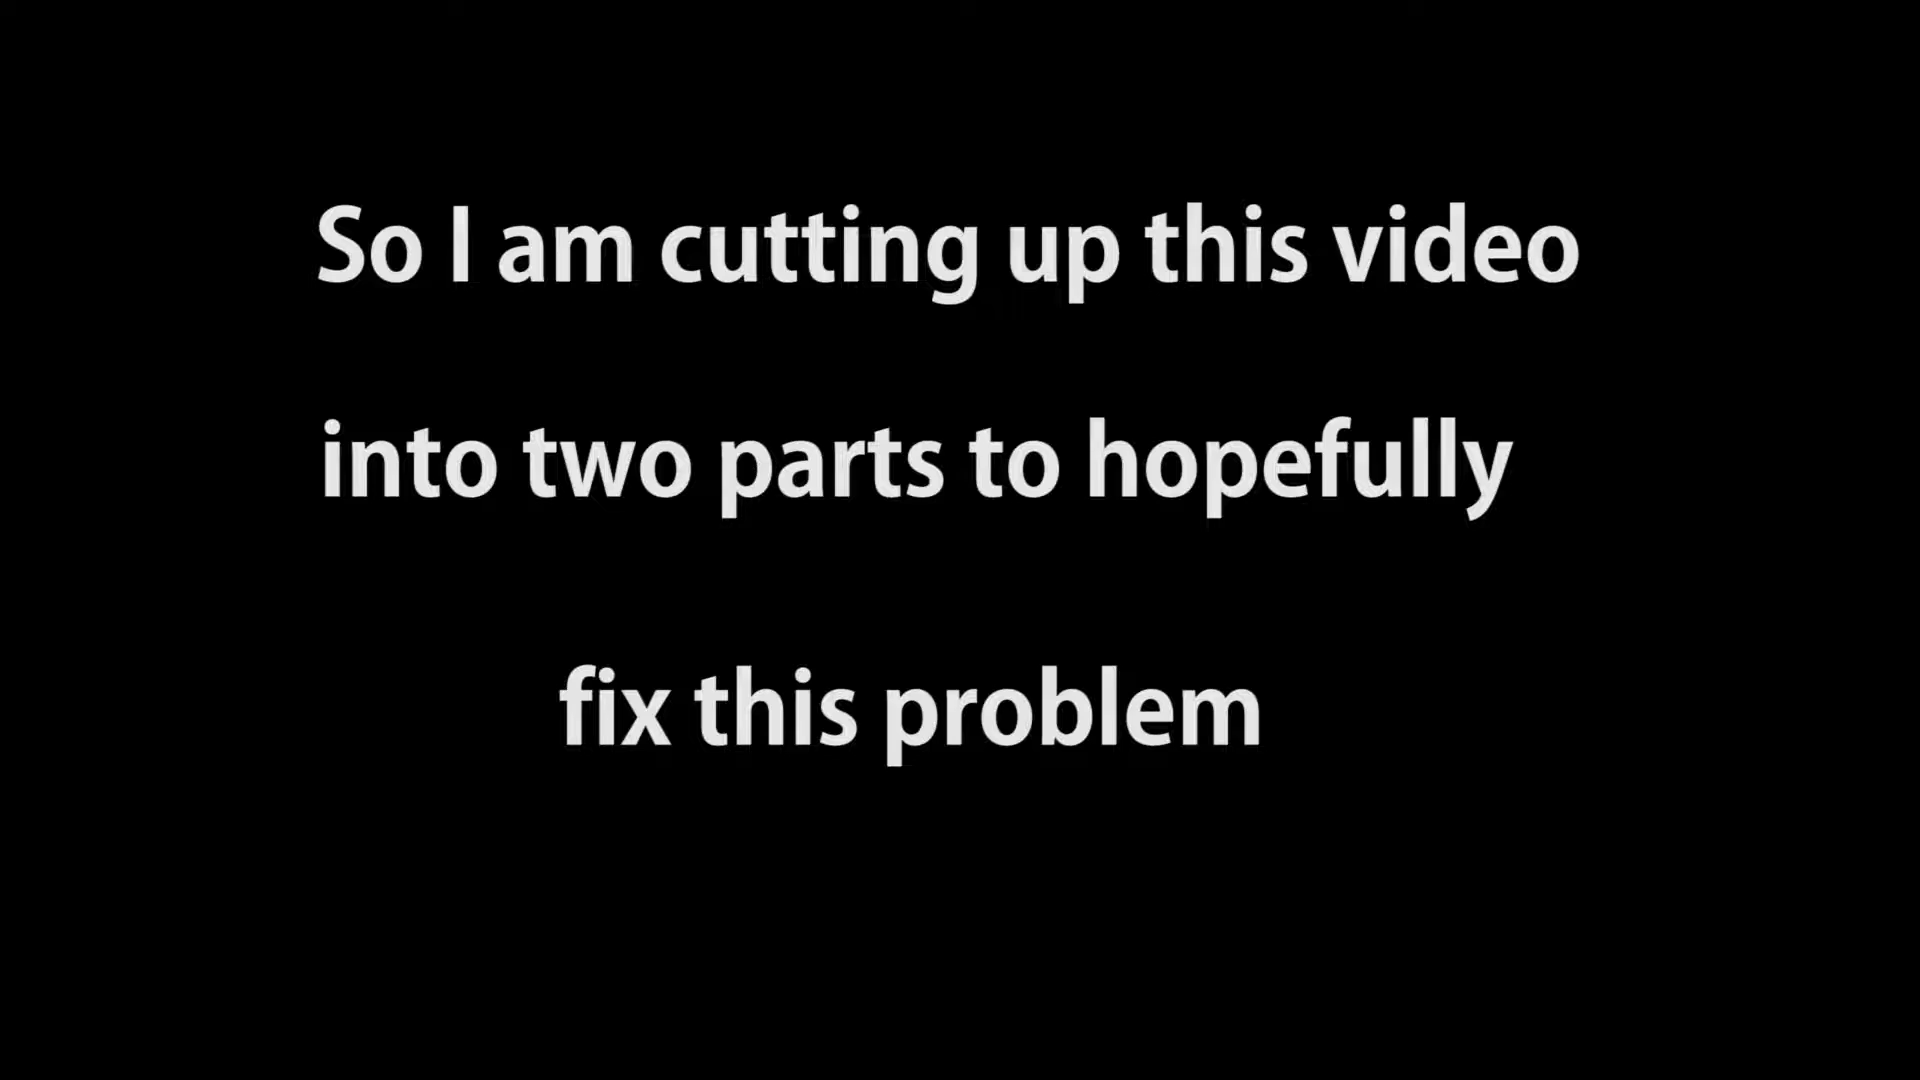 So I am cutting up this video
into two parts to hopefully
fix this problem